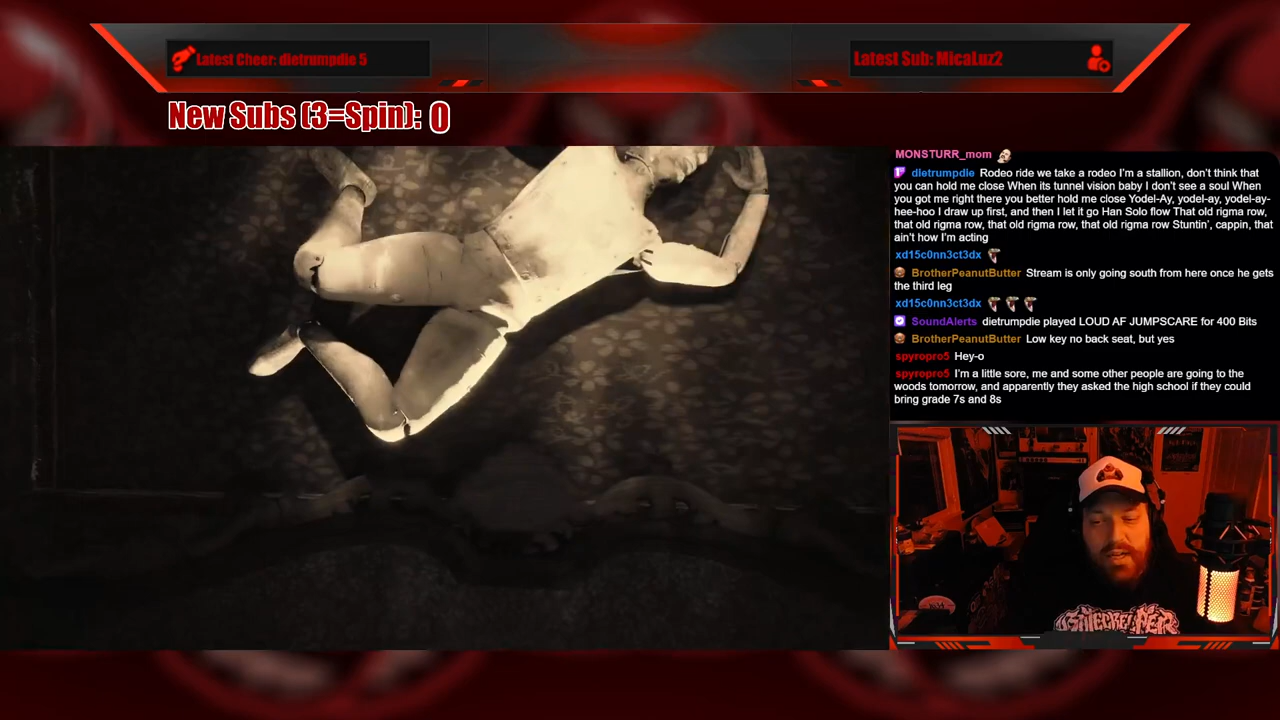 Latest Cheer: dietrumpdie 5
Latest Sub: MicaLuz2
New Subs (3=Spin): 0
MONSTURR_mom
dietrumpdie Rodeo ride we take a rodeo I'm a stallion, don't think that
you can hold me close When its tunnel vision baby I don't see a soul When
you got me right there you better hold me close Yodel-Ay, yodel-ay, yodel-ay-
hee-hoo I draw up first, and then I let it go Han Solo flow That old rigma row,
that old rigma row, that old rigma row, that old rigma row Stuntin', cappin, that
ain't how I'm acting
xd15c0nn3ct3dx
BrotherPeanutButter Stream is only going south from here once he gets
the third leg
xd15c0nn3ct3dx
SoundAlerts dietrumpdie played LOUD AF JUMPSCARE for 400 Bits
BrotherPeanutButter Low key no back seat, but yes
spyropro5 Hey-o
spyropro5 I'm a little sore, me and some other people are going to the
woods tomorrow, and apparently they asked the high school if they could
bring grade 7s and 8s